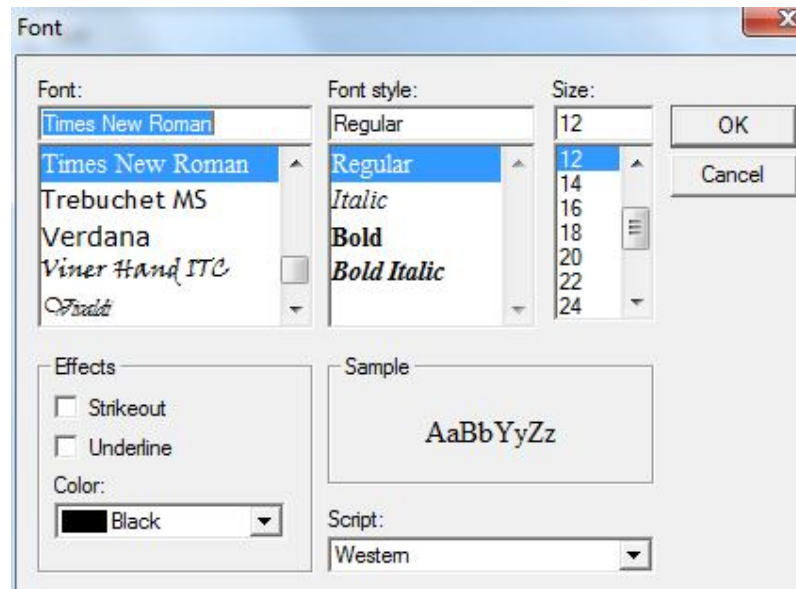 Font
Font: Font style: Size:
Times New Roman Regular 12 OK
Times New Roman Regular 12 Cancel
Trebuchet MS Italic 14
Verdana Bold 16
Viner Hand ITC Bold Italic 18
Vivaldi 20
22
24
Effects Sample
Strikeout
Underline AaBbYyZz
Color:
Black Script:
Western